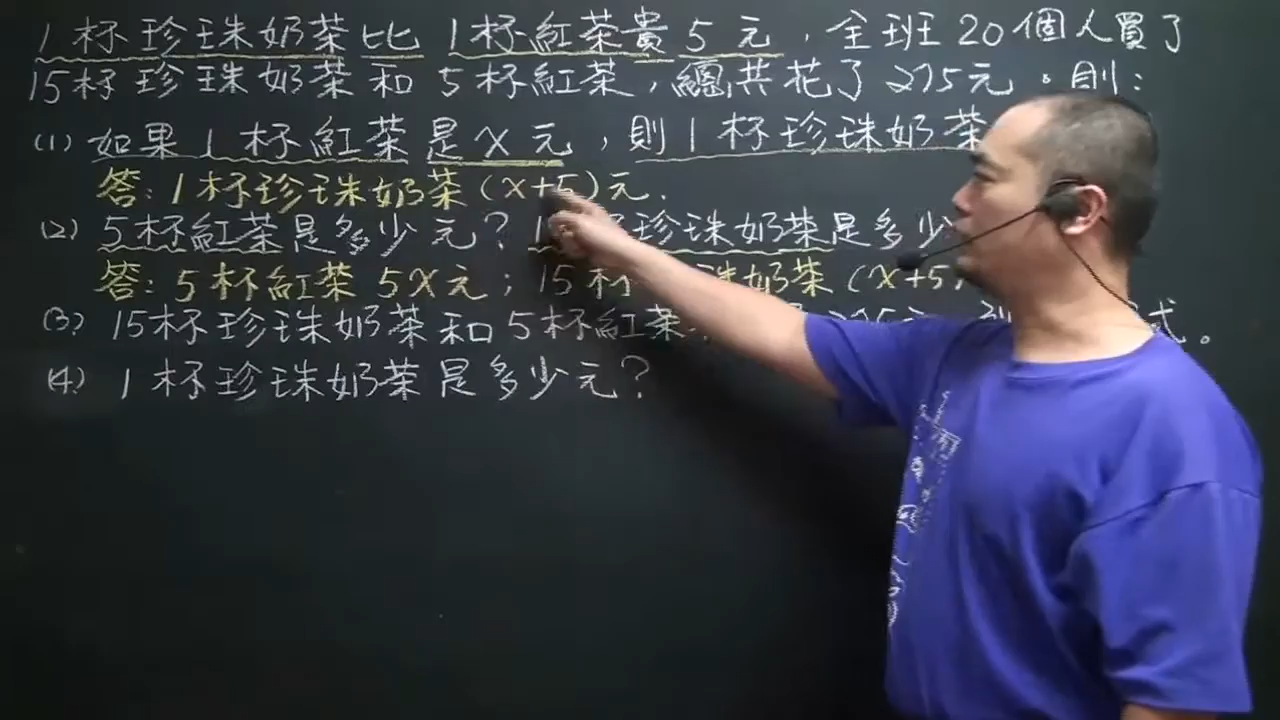 1杯珍珠奶茶比1杯紅茶貴5元，全班20個人買了
15杯珍珠奶茶和5杯紅茶，總共花了275元。則：
(1) 如果1杯紅茶是x元，則1杯珍珠奶茶
答：1杯珍珠奶茶(x+5)元.
(2) 5杯紅茶是多少元？1 珍珠奶茶是多少
答：5杯紅茶 5x元；15杯 奶茶 (x+5
(3) 15杯珍珠奶茶和5杯紅茶 275元 式。
(4) 1杯珍珠奶茶是多少元？